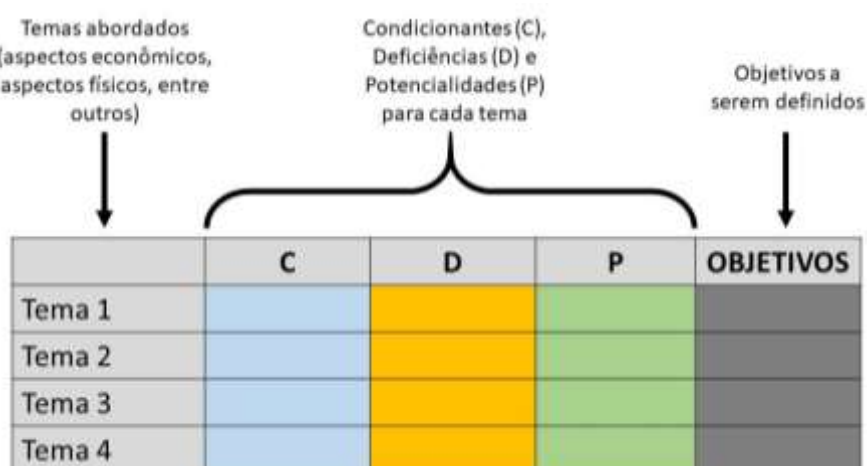 Temas abordados
(aspectos econômicos,
aspectos físicos, entre
outros)
Condicionantes (C),
Deficiências (D) e
Potencialidades (P)
para cada tema
Objetivos a
serem definidos
C D P OBJETIVOS
Tema 1
Tema 2
Tema 3
Tema 4